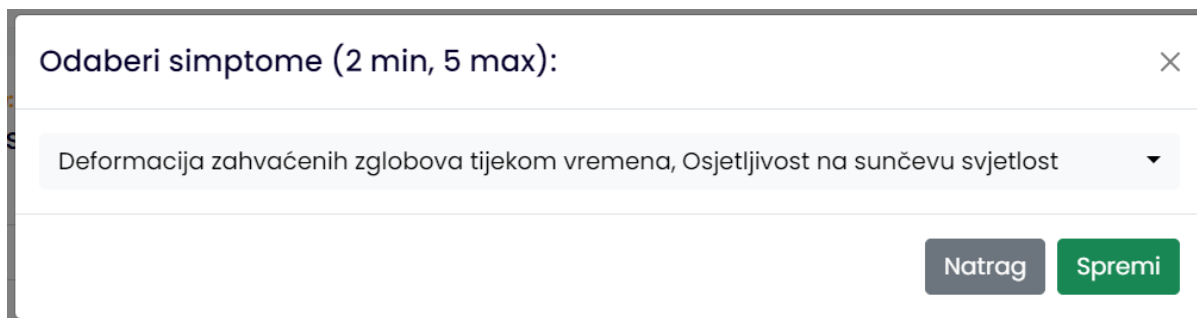 Odaberi simptome (2 min, 5 max):
Deformacija zahvaćenih zglobova tijekom vremena, Osjetljivost na sunčevu svjetlost
Natrag Spremi